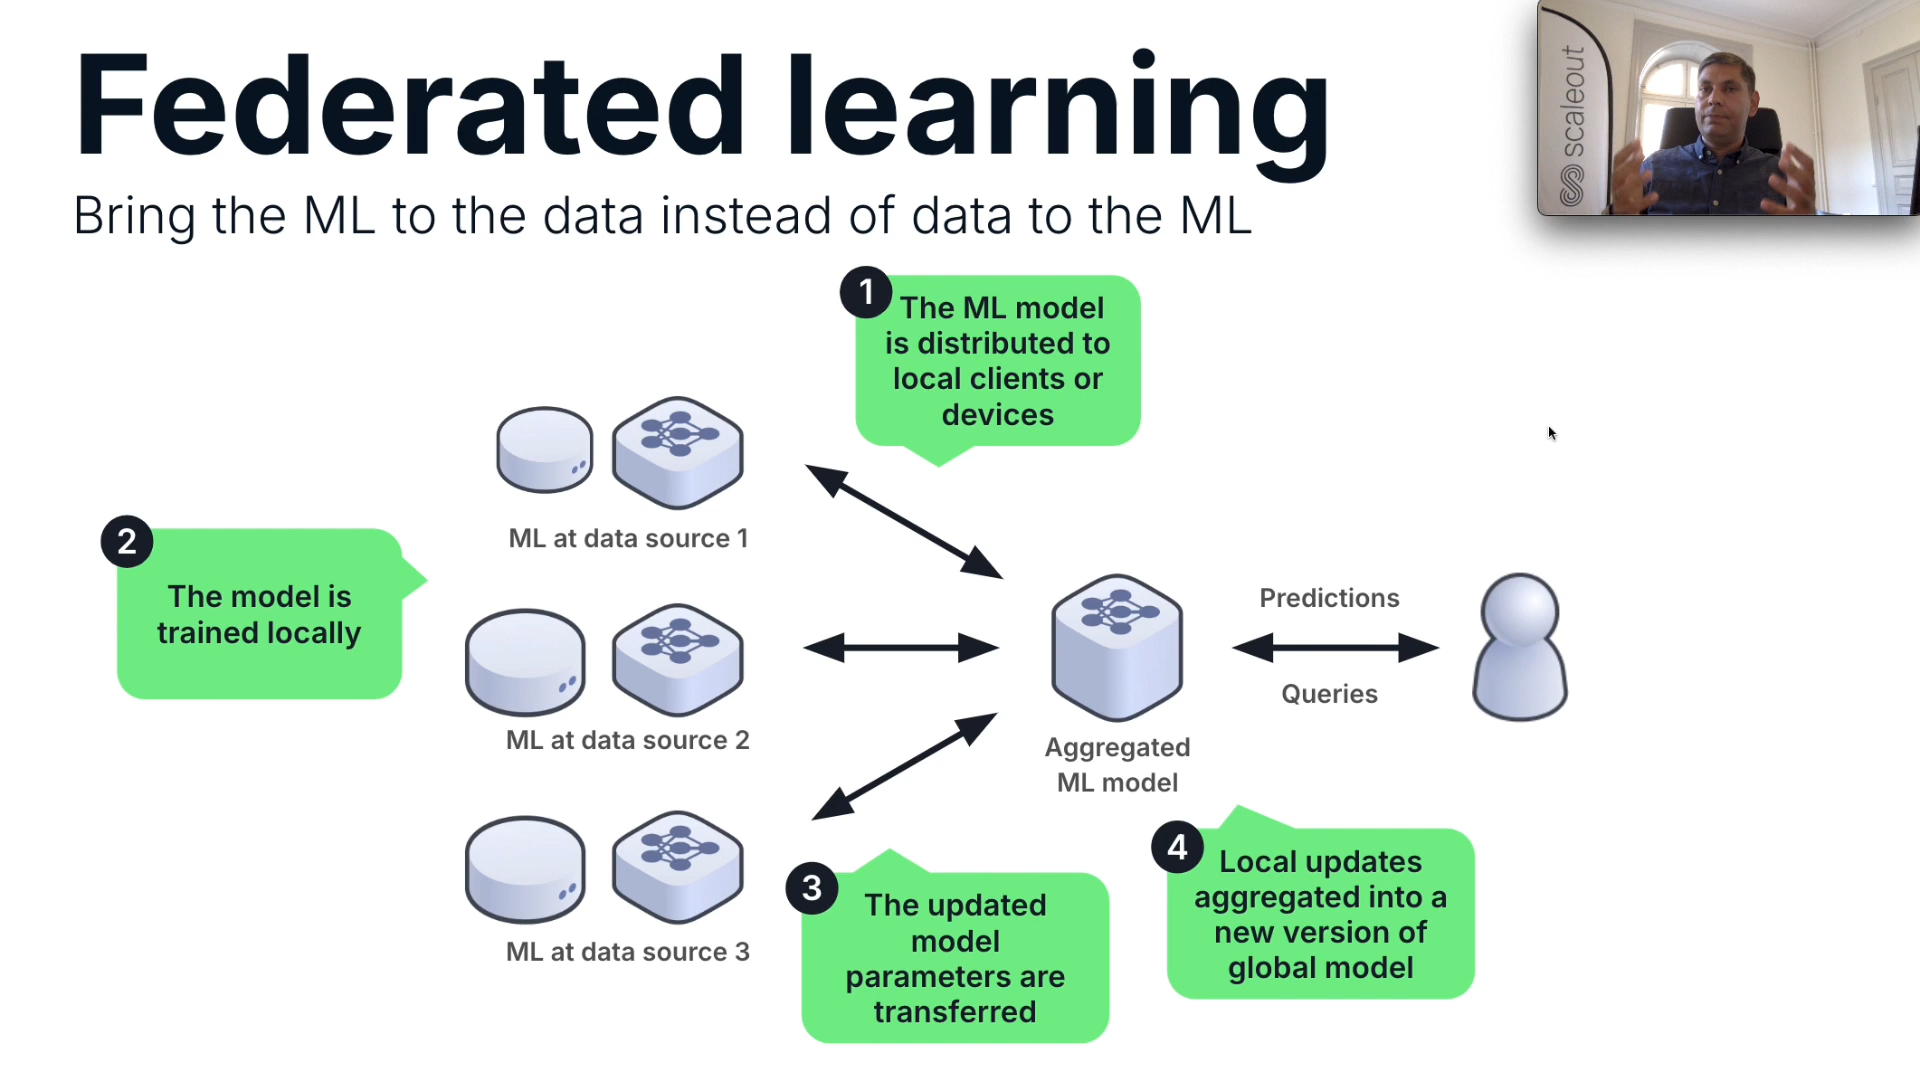 Federated learning
Bring the ML to the data instead of data to the ML
scaleout
1
The ML model
is distributed to
local clients or
devices
ML at data source 1
2
The model is
trained locally
ML at data source 2
Aggregated
ML model
Predictions
Queries
ML at data source 3
3
The updated
model
parameters are
transferred
4
Local updates
aggregated into a
new version of
global model